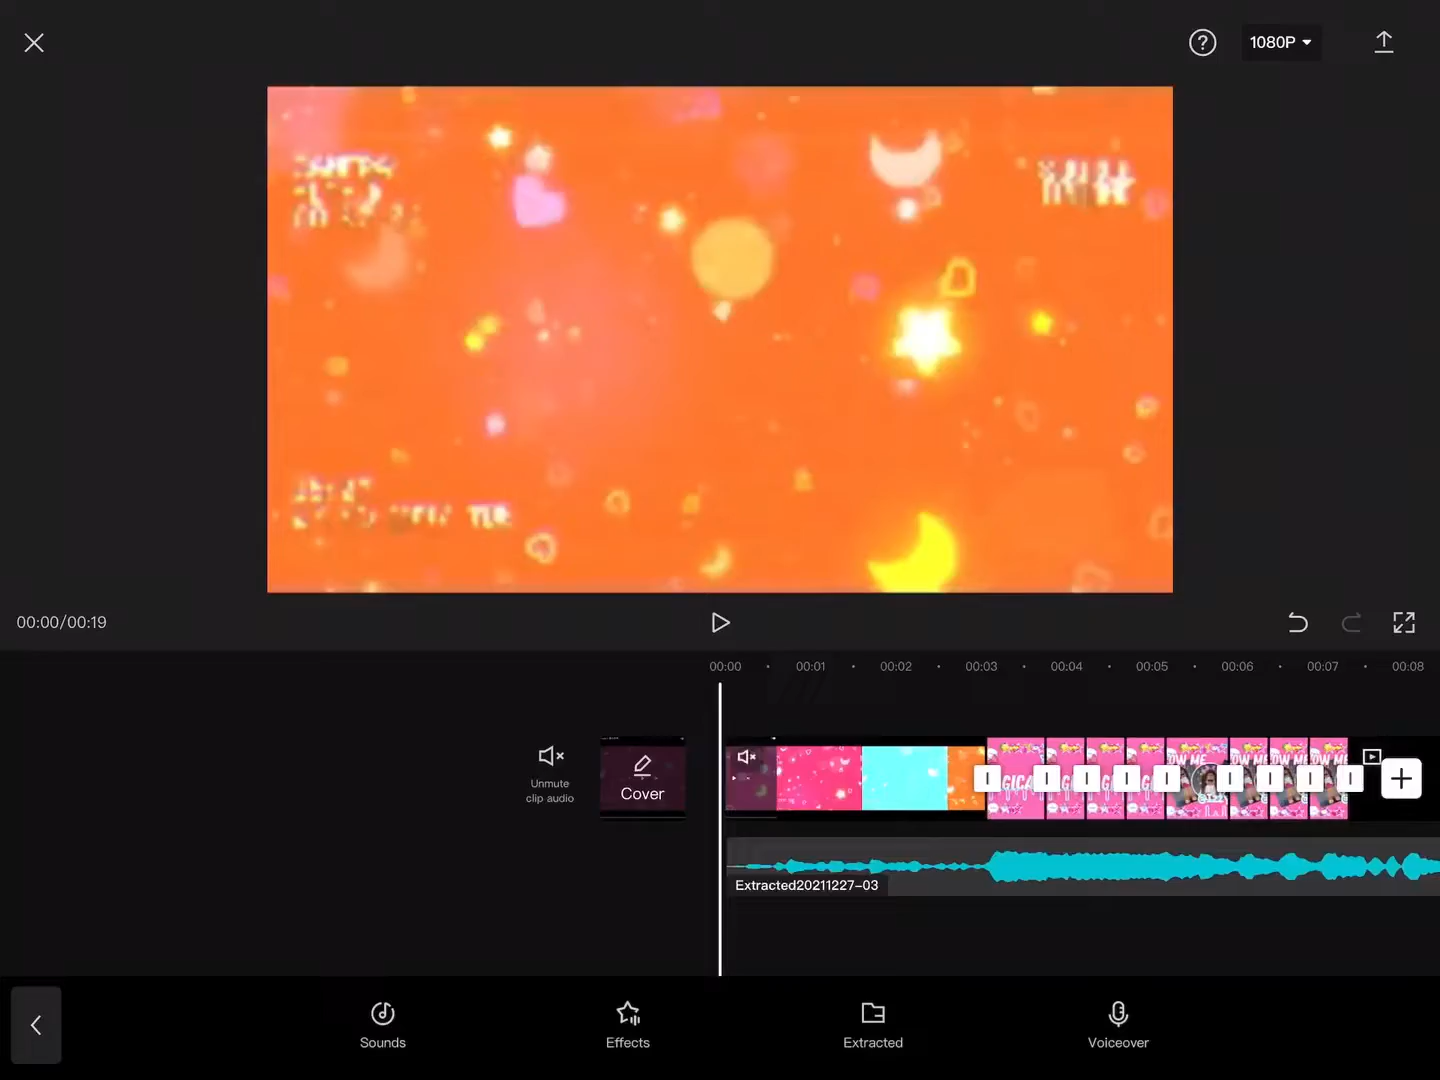 1080P
00:00/00:19
00:00 00:01 00:02 00:03 00:04 00:05 00:06 00:07 00:08
Unmute
clip audio
Cover
Extracted20211227-03
Sounds
Effects
Extracted
Voiceover